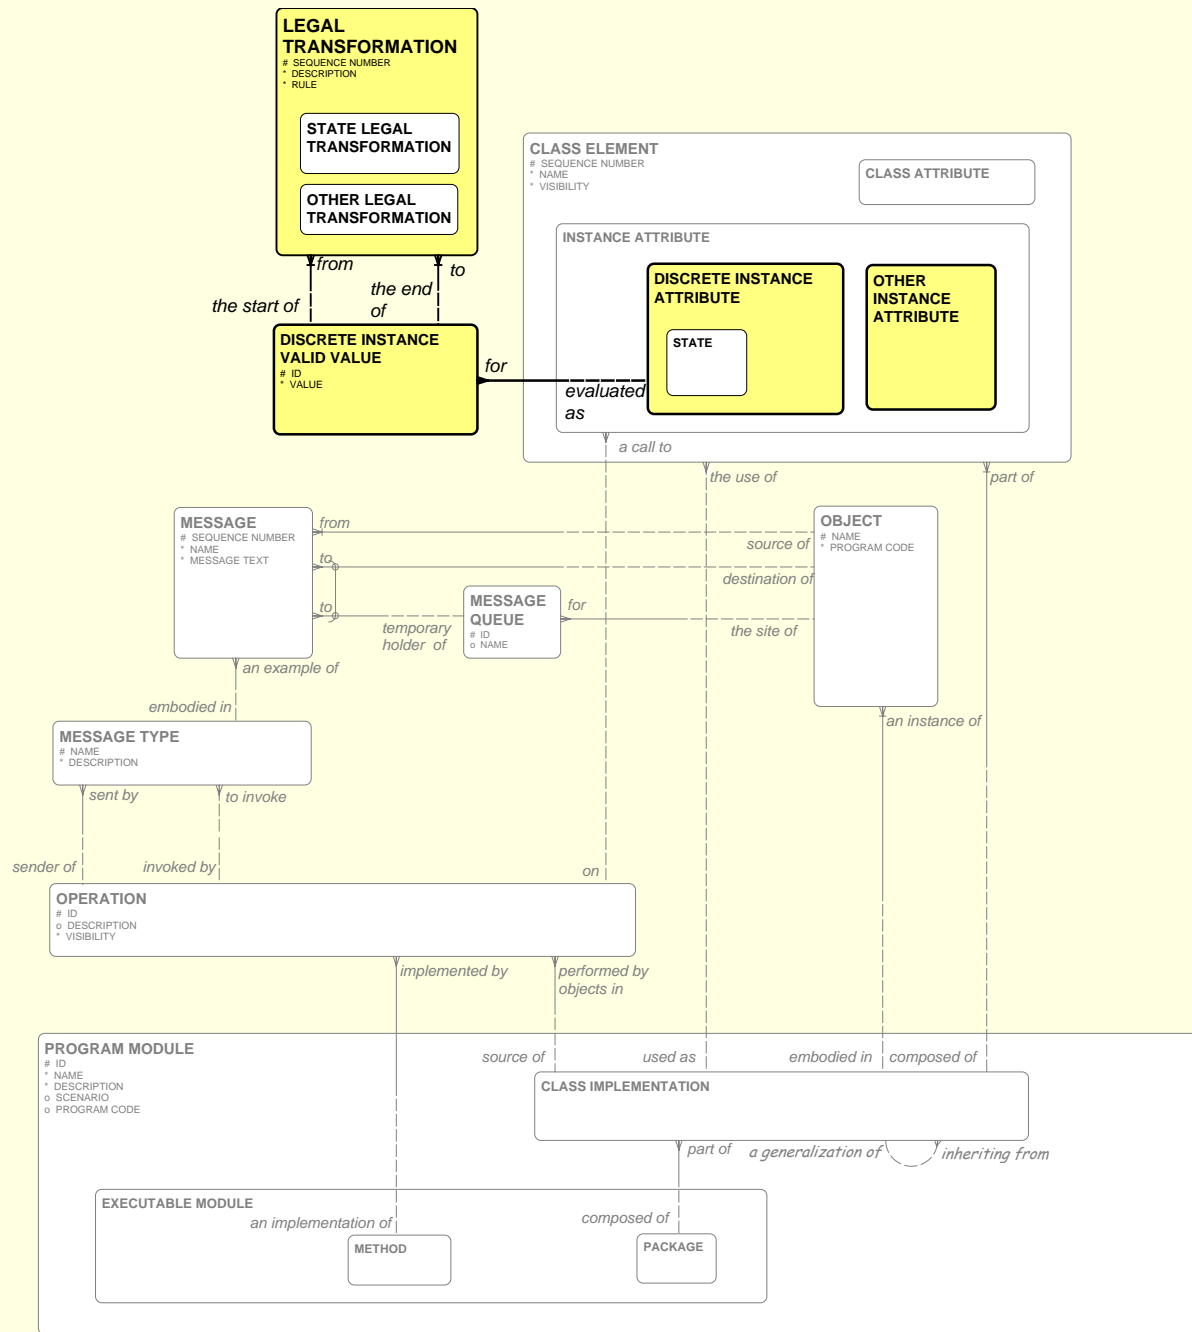 LEGAL
TRANSFORMATION
# SEQUENCE NUMBER
* DESCRIPTION
* RULE
STATE LEGAL
TRANSFORMATION
OTHER LEGAL
TRANSFORMATION
from
to
the start of
the end
of
DISCRETE INSTANCE
VALID VALUE
# ID
* VALUE
for
evaluated
as
CLASS ELEMENT
# SEQUENCE NUMBER
* NAME
* VISIBILITY
CLASS ATTRIBUTE
INSTANCE ATTRIBUTE
DISCRETE INSTANCE
ATTRIBUTE
STATE
OTHER
INSTANCE
ATTRIBUTE
a call to
the use of
part of
MESSAGE
# SEQUENCE NUMBER
* NAME
* MESSAGE TEXT
from
to
to
source of
destination of
OBJECT
# NAME
* PROGRAM CODE
MESSAGE
QUEUE
# ID
o NAME
for
the site of
temporary
holder of
an example of
embodied in
an instance of
MESSAGE TYPE
# NAME
* DESCRIPTION
sent by
to invoke
sender of
invoked by
on
OPERATION
# ID
o DESCRIPTION
* VISIBILITY
implemented by
performed by
objects in
PROGRAM MODULE
# ID
* NAME
* DESCRIPTION
o SCENARIO
o PROGRAM CODE
source of
used as
embodied in
composed of
CLASS IMPLEMENTATION
part of
a generalization of
inheriting from
EXECUTABLE MODULE
an implementation of
composed of
METHOD
PACKAGE